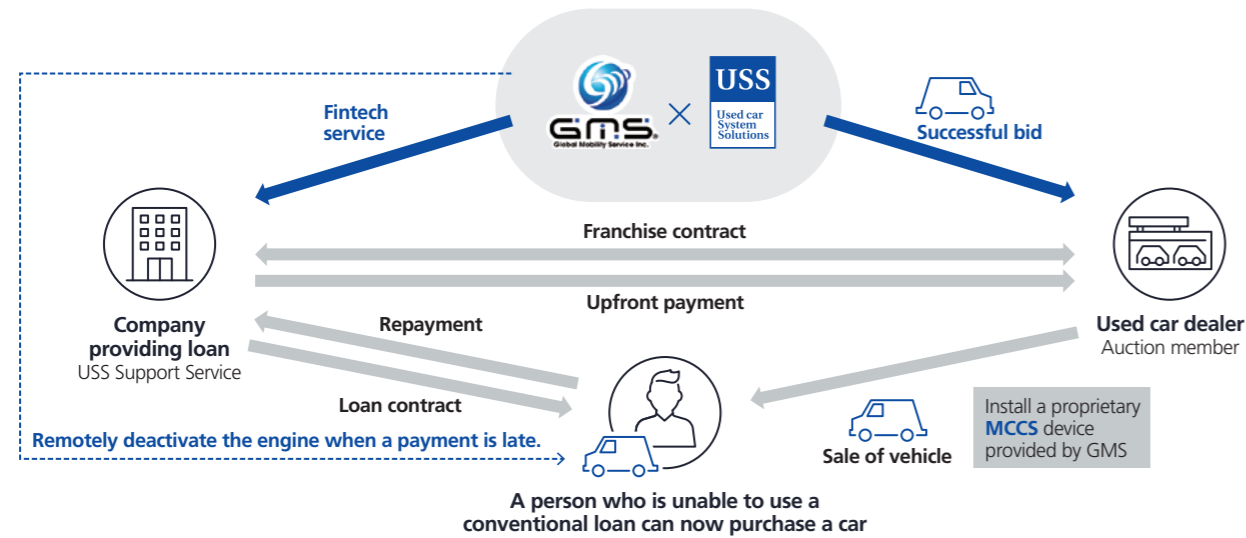 GMS®
Global Mobility Service Inc.
×
USS
Used car
System
Solutions
Fintech
service
Successful bid
Franchise contract
Upfront payment
Company
providing loan
USS Support Service
Repayment
Loan contract
Used car dealer
Auction member
Remotely deactivate the engine when a payment is late.
Sale of vehicle
Install a proprietary
MCCS device
provided by GMS
A person who is unable to use a
conventional loan can now purchase a car